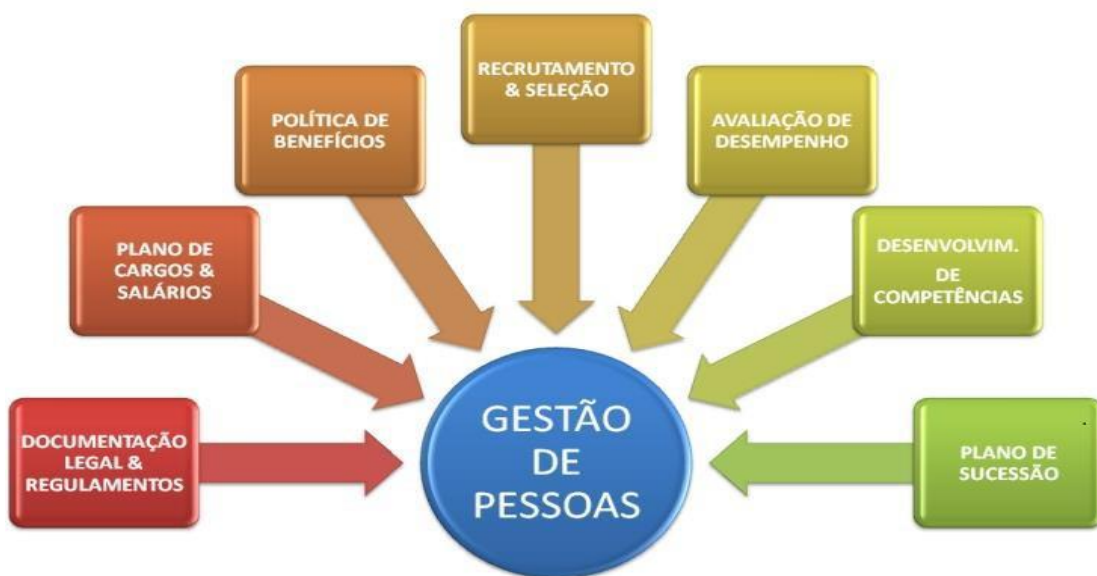 RECRUTAMENTO
& SELEÇÃO
POLÍTICA DE
BENEFÍCIOS
AVALIAÇÃO DE
DESEMPENHO
PLANO DE
CARGOS &
SALÁRIOS
DESENVOLVIM.
DE
COMPETÊNCIAS
DOCUMENTAÇÃO
LEGAL &
REGULAMENTOS
GESTÃO
DE
PESSOAS
PLANO DE
SUCESSÃO